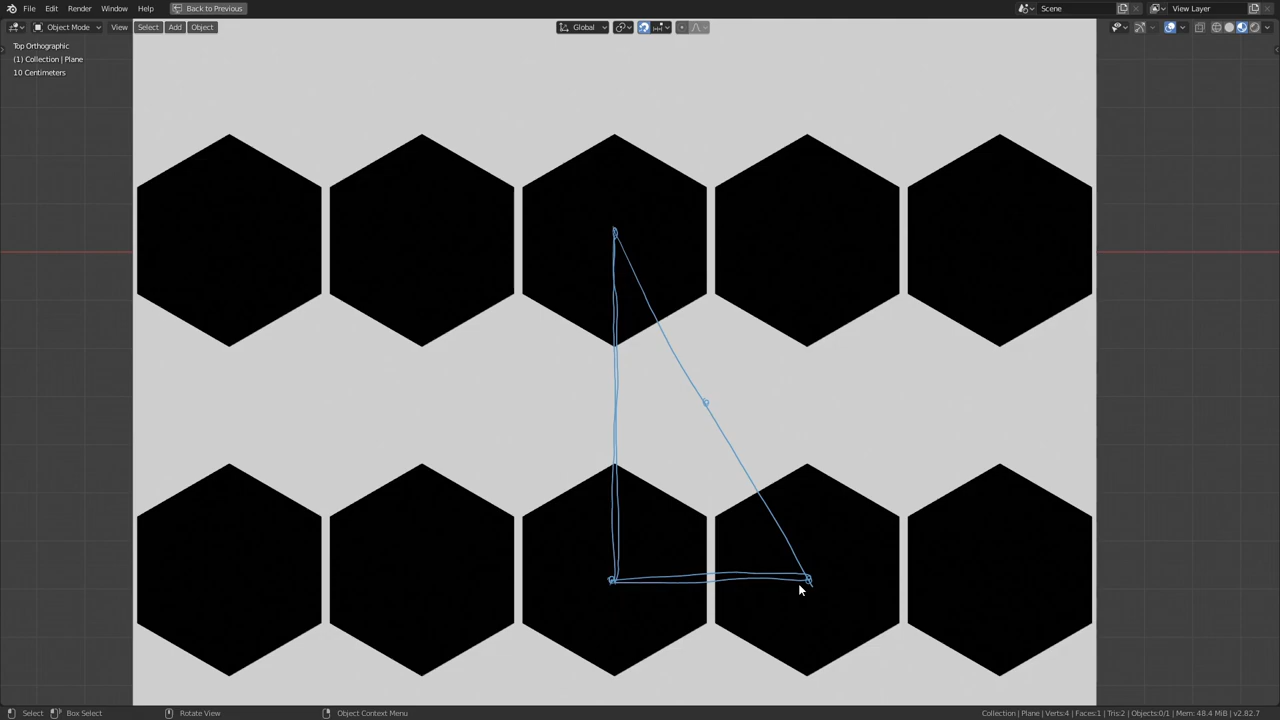 File Edit Render Window Help Back to Previous Scene View Layer
Object Mode View Select Add Object Global
Top Orthographic
(1) Collection | Plane
10 Centimeters
Select Box Select Rotate View Object Context Menu Collection | Plane | Verts:4 | Faces:1 | Tris:2 | Objects:0/1 | Mem: 48.4 MiB | v2.82.7